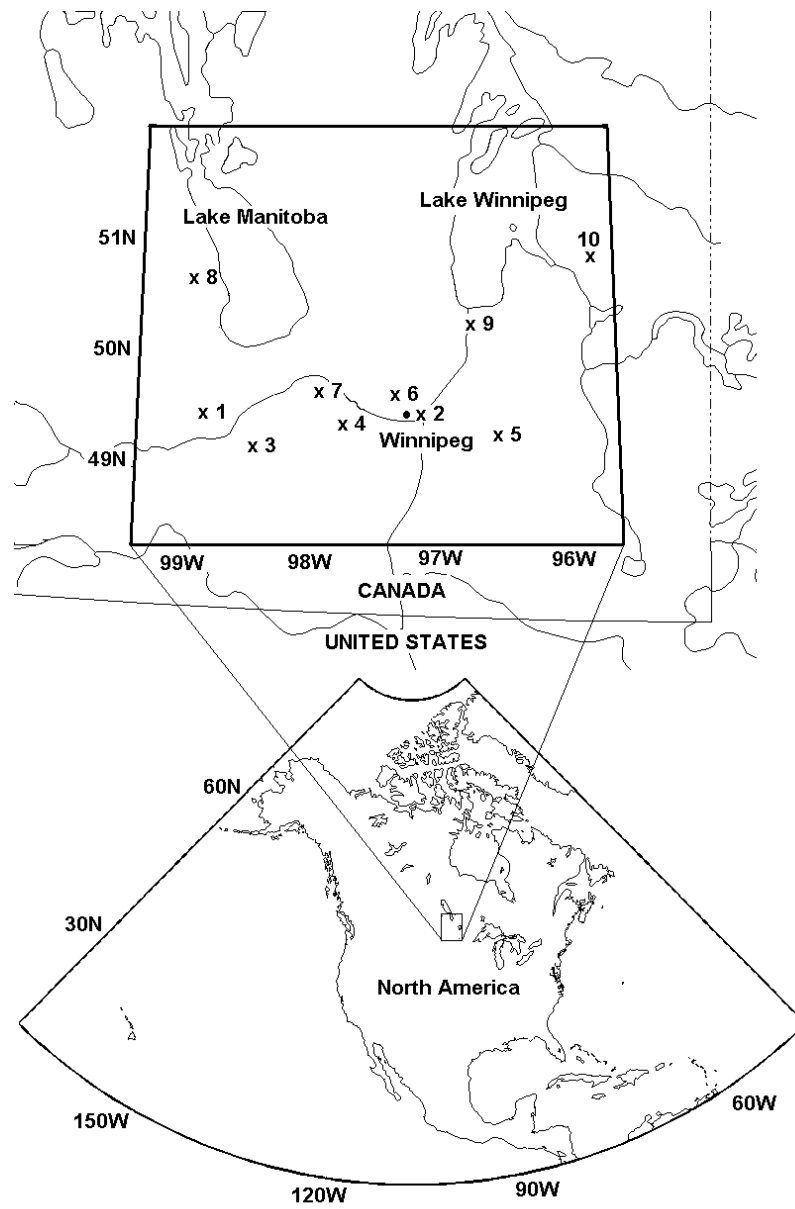 Lake Manitoba
Lake Winnipeg
51N
10
x
x 8
50N
x 9
x 7
x 6
x 1
x 2
x 4
Winnipeg
x 5
x 3
49N
99W
98W
97W
96W
CANADA
UNITED STATES
60N
30N
North America
150W
60W
120W
90W